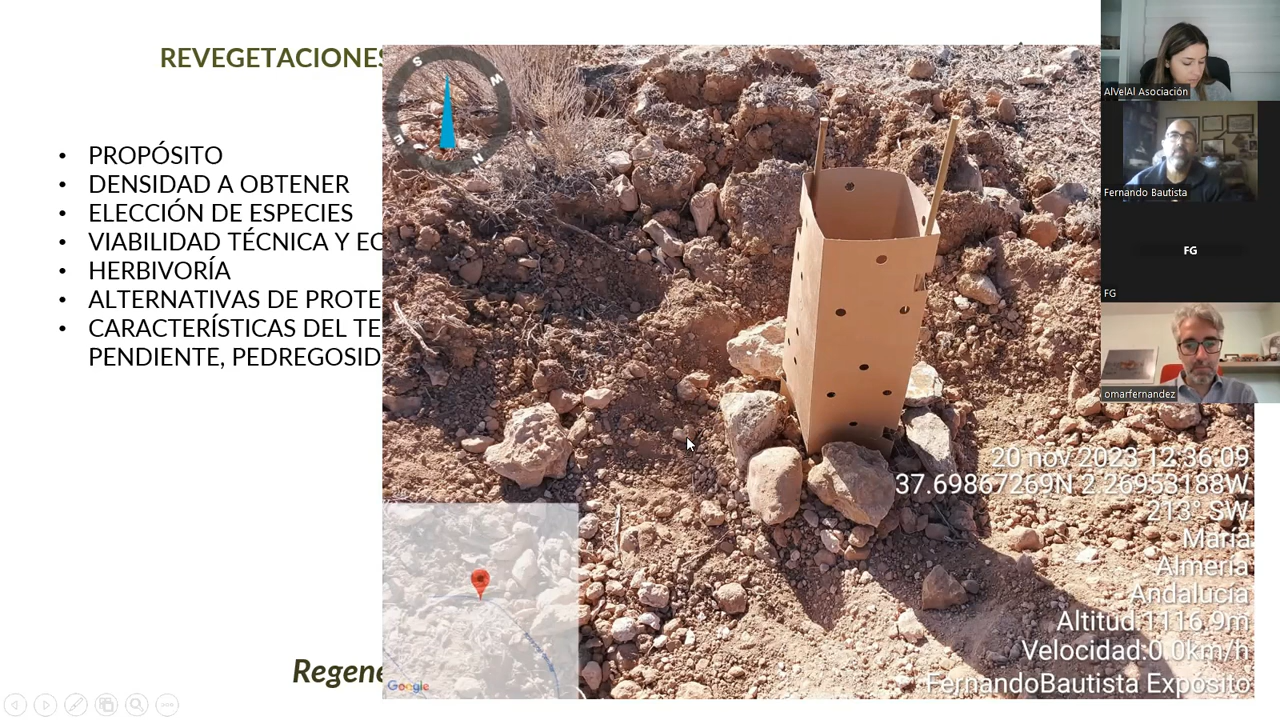 REVEGETACIONES
• PROPÓSITO
• DENSIDAD A OBTENER
• ELECCIÓN DE ESPECIES
• VIABILIDAD TÉCNICA Y EC
• HERBIVORÍA
• ALTERNATIVAS DE PROTE
• CARACTERÍSTICAS DEL TE
PENDIENTE, PEDREGOSID
Regene
S
W
E
N
20 nov 2023 12:36:09
37.69867269N 2.26953188W
213° SW
María
Almería
Andalucía
Altitud:1116.9m
Velocidad:0.0km/h
FernandoBautista Expósito
Google
AlVelAl Asociación
Fernando Bautista
FG
FG
omarfernandez